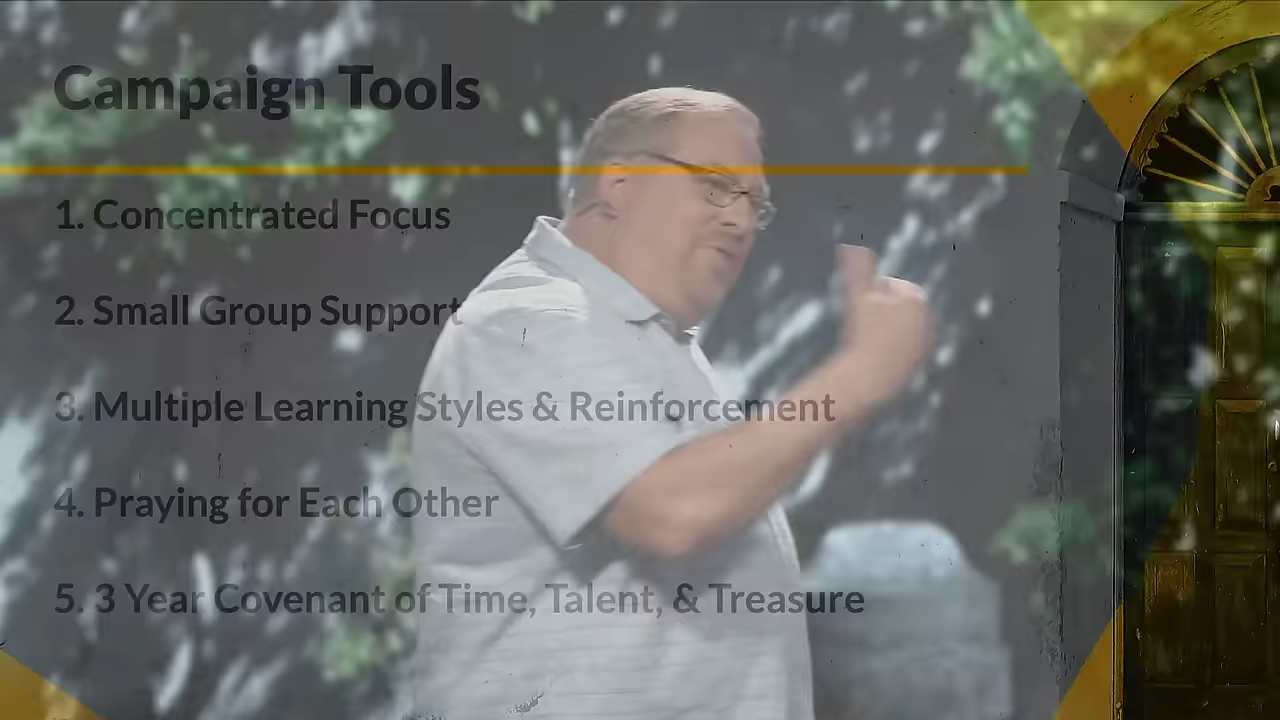 Campaign Tools
1. Concentrated Focus
2. Small Group Support
3. Multiple Learning Styles & Reinforcement
4. Praying for Each Other
5. 3 Year Covenant of Time, Talent, & Treasure